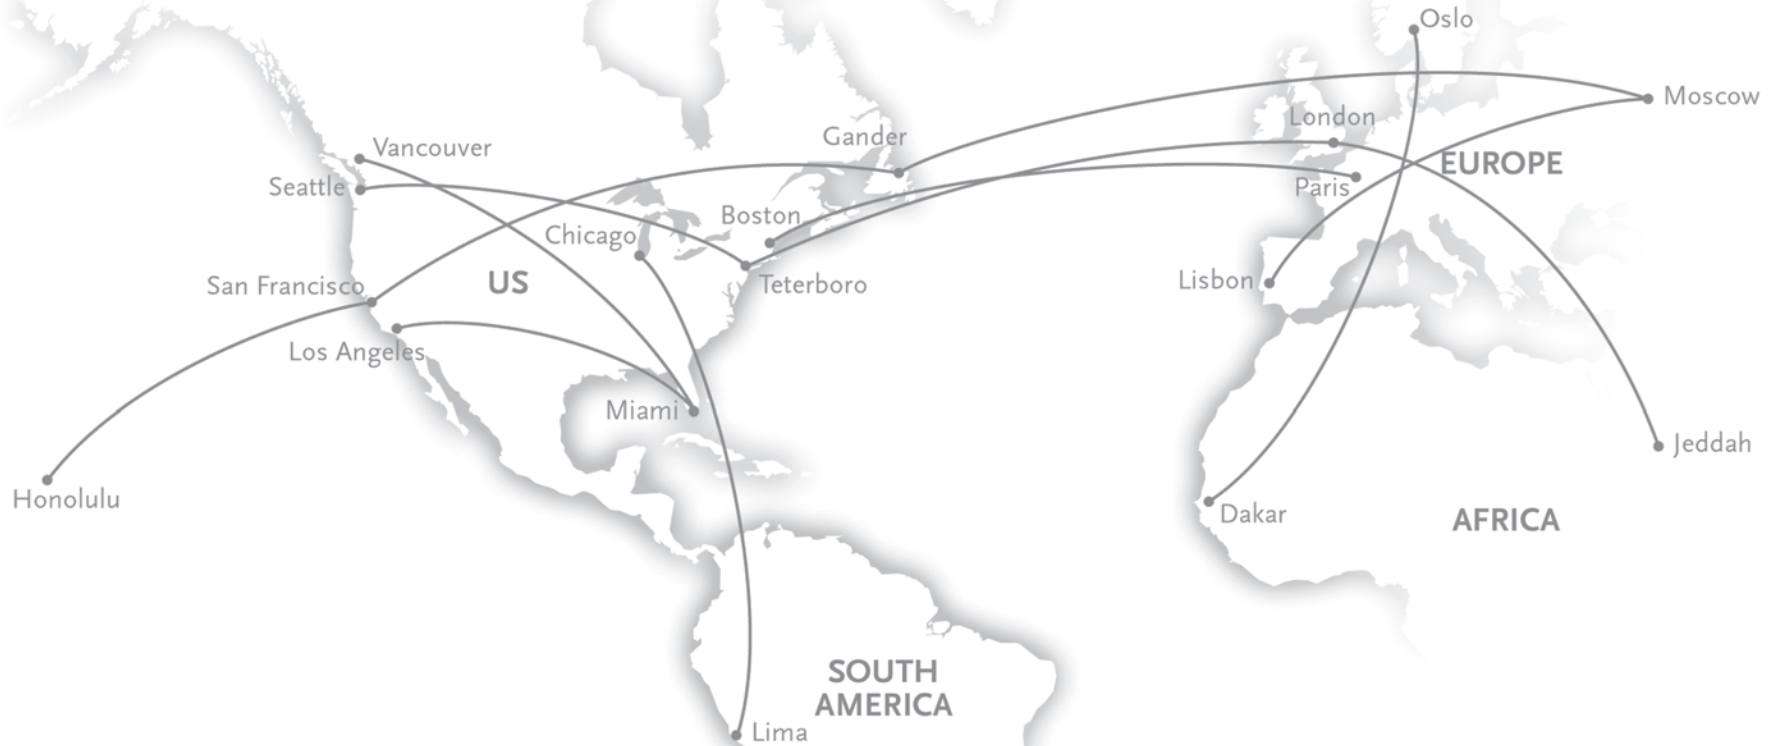 Oslo
Moscow
London
Gander
Vancouver
EUROPE
Seattle
Paris
Boston
Chicago
Lisbon
US
San Francisco
Teterboro
Los Angeles
Miami
Jeddah
Honolulu
Dakar
AFRICA
SOUTH
AMERICA
Lima